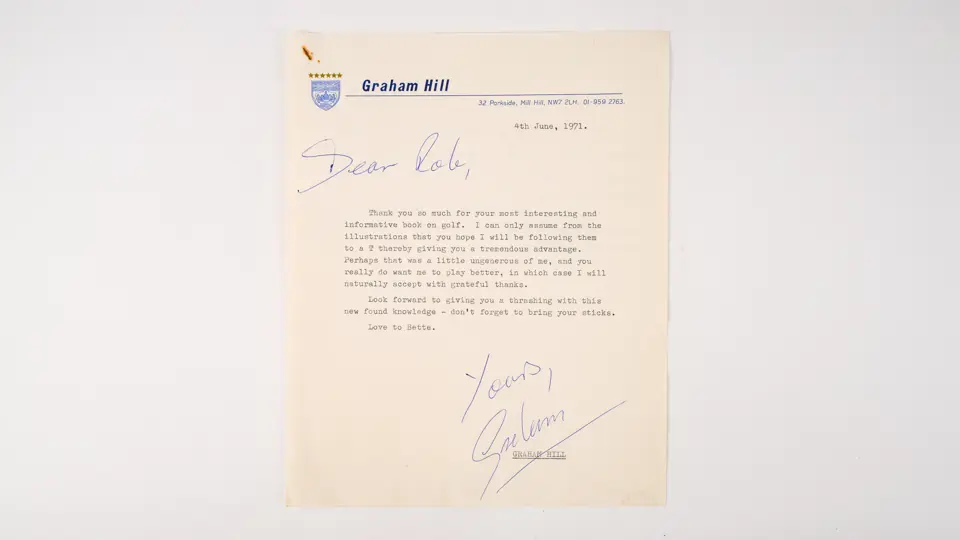 Graham Hill
32 Parkside, Mill Hill, NW7 2LH. 01-959 2763.
4th June, 1971.
Dear Rob,
Thank you so much for your most interesting and
informative book on golf. I can only assume from the
illustrations that you hope I will be following them
to a ? thereby giving you a tremendous advantage.
Perhaps that was a little ungenerous of me, and you
really do want me to play better, in which case I will
naturally accept with grateful thanks.
Look forward to giving you a thrashing with this
new found knowledge - don't forget to bring your sticks.
Love to Bette.
Yours,
Graham
GRAHAM HILL